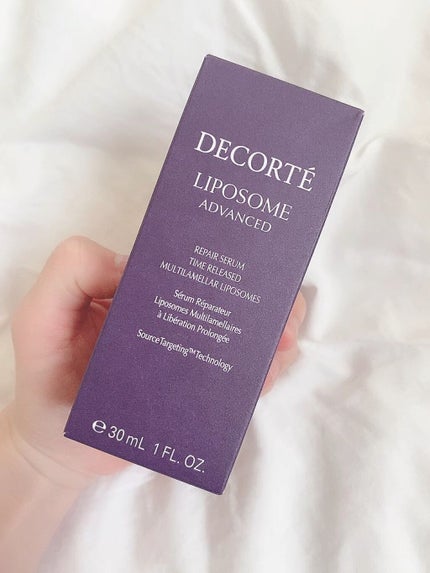 DECORTÉ
LIPOSOME
ADVANCED
REPAIR SERUM
TIME RELEASED
MULTILAMELLAR LIPOSOMES
Sérum Réparateur
Liposomes Multilamellaires
à Libération Prolongée
SourceTargeting™Technology
℮30 mL 1 FL. OZ.